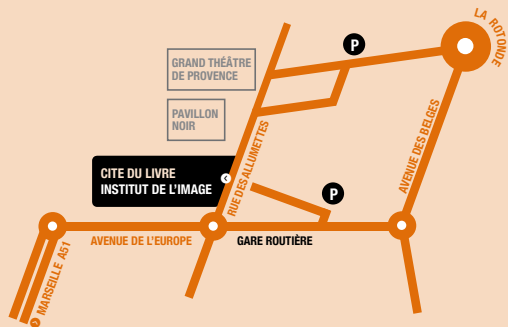 LA ROTONDE
P
GRAND THÉÂTRE
DE PROVENCE
PAVILLON
NOIR
RUE DES ALLUMETTES
AVENUE DES BELGES
CITE DU LIVRE
INSTITUT DE L'IMAGE
P
AVENUE DE L'EUROPE
GARE ROUTIÈRE
MARSEILLE A51